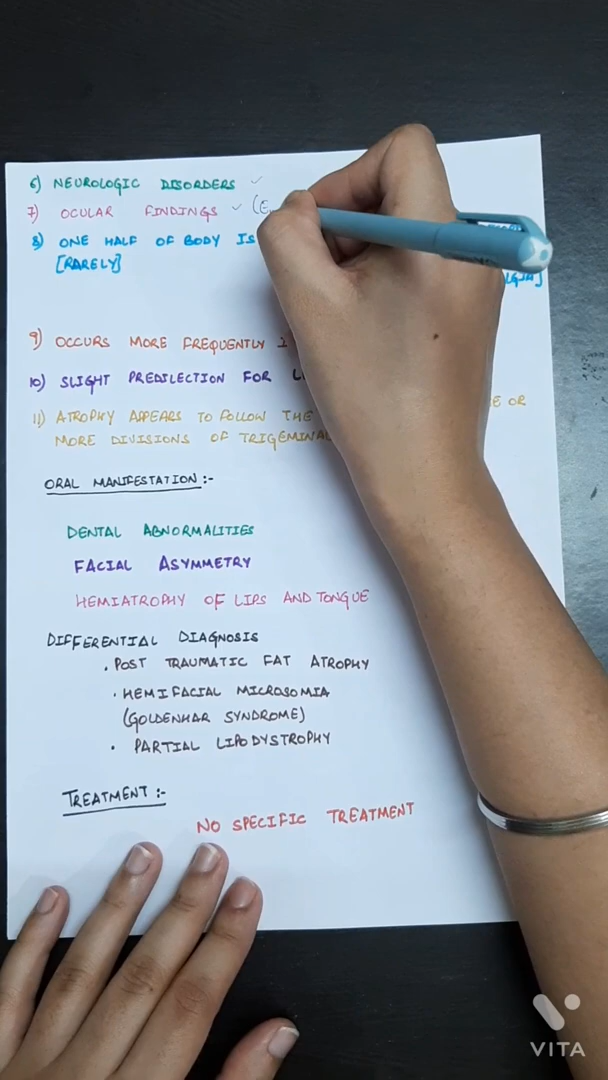 6) NEUROLOGIC DISORDERS ✓
7) OCULAR FINDINGS ✓ (E
8) ONE HALF OF BODY IS
[RARELY]
9) OCCURS MORE FREQUENTLY I
10) SLIGHT PREDILECTION FOR L
11) ATROPHY APPEARS TO FOLLOW THE E OR
MORE DIVISIONS OF TRIGEMINAL
ORAL MANIFESTATION :-
DENTAL ABNORMALITIES
FACIAL ASYMMETRY
HEMIATROPHY OF LIPS AND TONGUE
DIFFERENTIAL DIAGNOSIS
. POST TRAUMATIC FAT ATROPHY
. HEMIFACIAL MICROSOMIA
(GOLDENHAR SYNDROME)
. PARTIAL LIPODYSTROPHY
TREATMENT :-
NO SPECIFIC TREATMENT
VITA